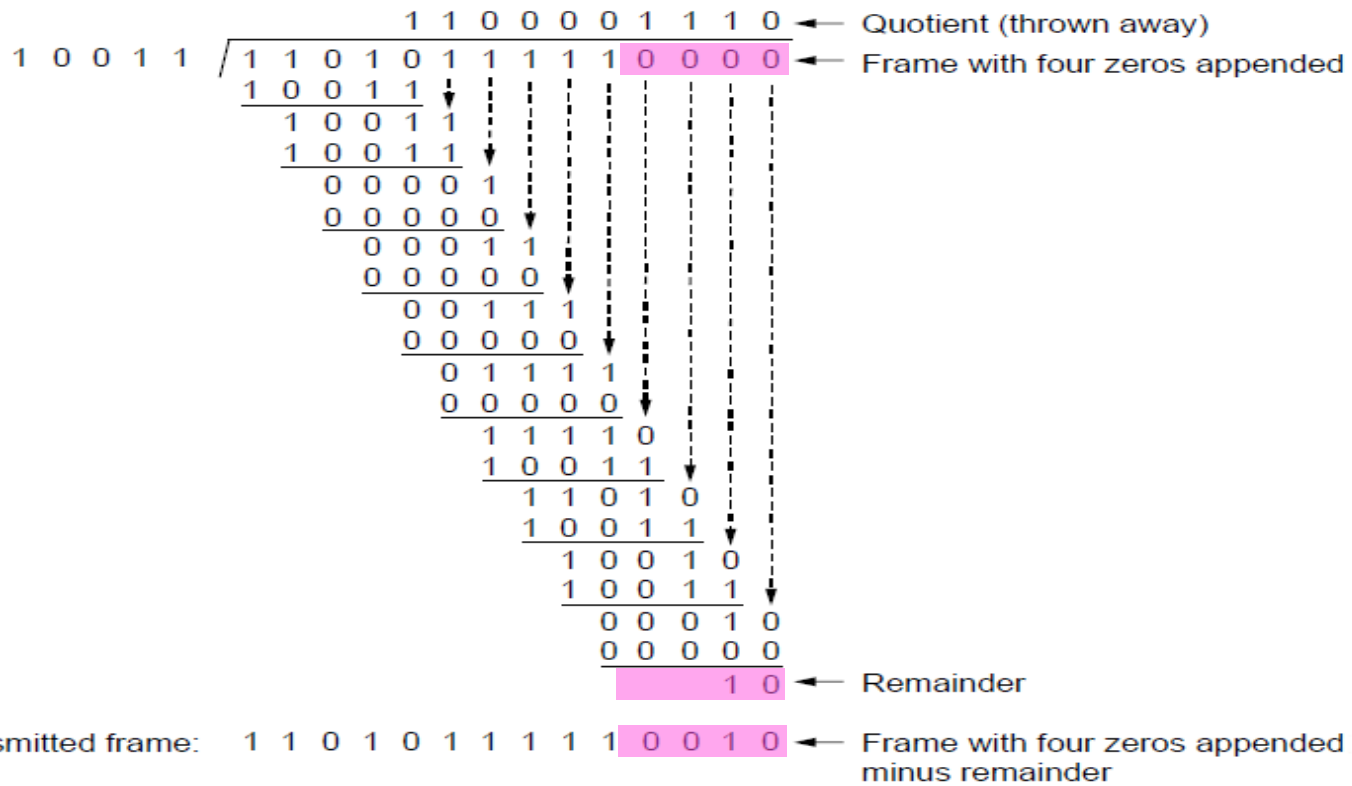 1 1 0 0 0 0 1 1 1 0 Quotient (thrown away)
1 0 0 1 1 1 1 0 1 0 1 1 1 1 1 0 0 0 0 Frame with four zeros appended
1 0 0 1 1
1 0 0 1 1
1 0 0 1 1
0 0 0 0 1
0 0 0 0 0
0 0 0 1 1
0 0 0 0 0
0 0 1 1 1
0 0 0 0 0
0 1 1 1 1
0 0 0 0 0
1 1 1 1 0
1 0 0 1 1
1 1 0 1 0
1 0 0 1 1
1 0 0 1 0
1 0 0 1 1
0 0 0 1 0
0 0 0 0 0
1 0 Remainder
smitted frame: 1 1 0 1 0 1 1 1 1 1 0 0 1 0 Frame with four zeros appended
minus remainder